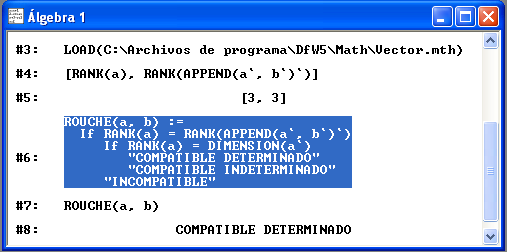 Álgebra 1
#3: LOAD(C:\Archivos de programa\DfW5\Math\Vector.mth)
#4: [RANK(a), RANK(APPEND(a`, b`)`)]
#5: [3, 3]
ROUCHE(a, b) :=
If RANK(a) = RANK(APPEND(a`, b`)`)
If RANK(a) = DIMENSION(a`)
"COMPATIBLE DETERMINADO"
#6: "COMPATIBLE INDETERMINADO"
"INCOMPATIBLE"
#7: ROUCHE(a, b)
#8: COMPATIBLE DETERMINADO